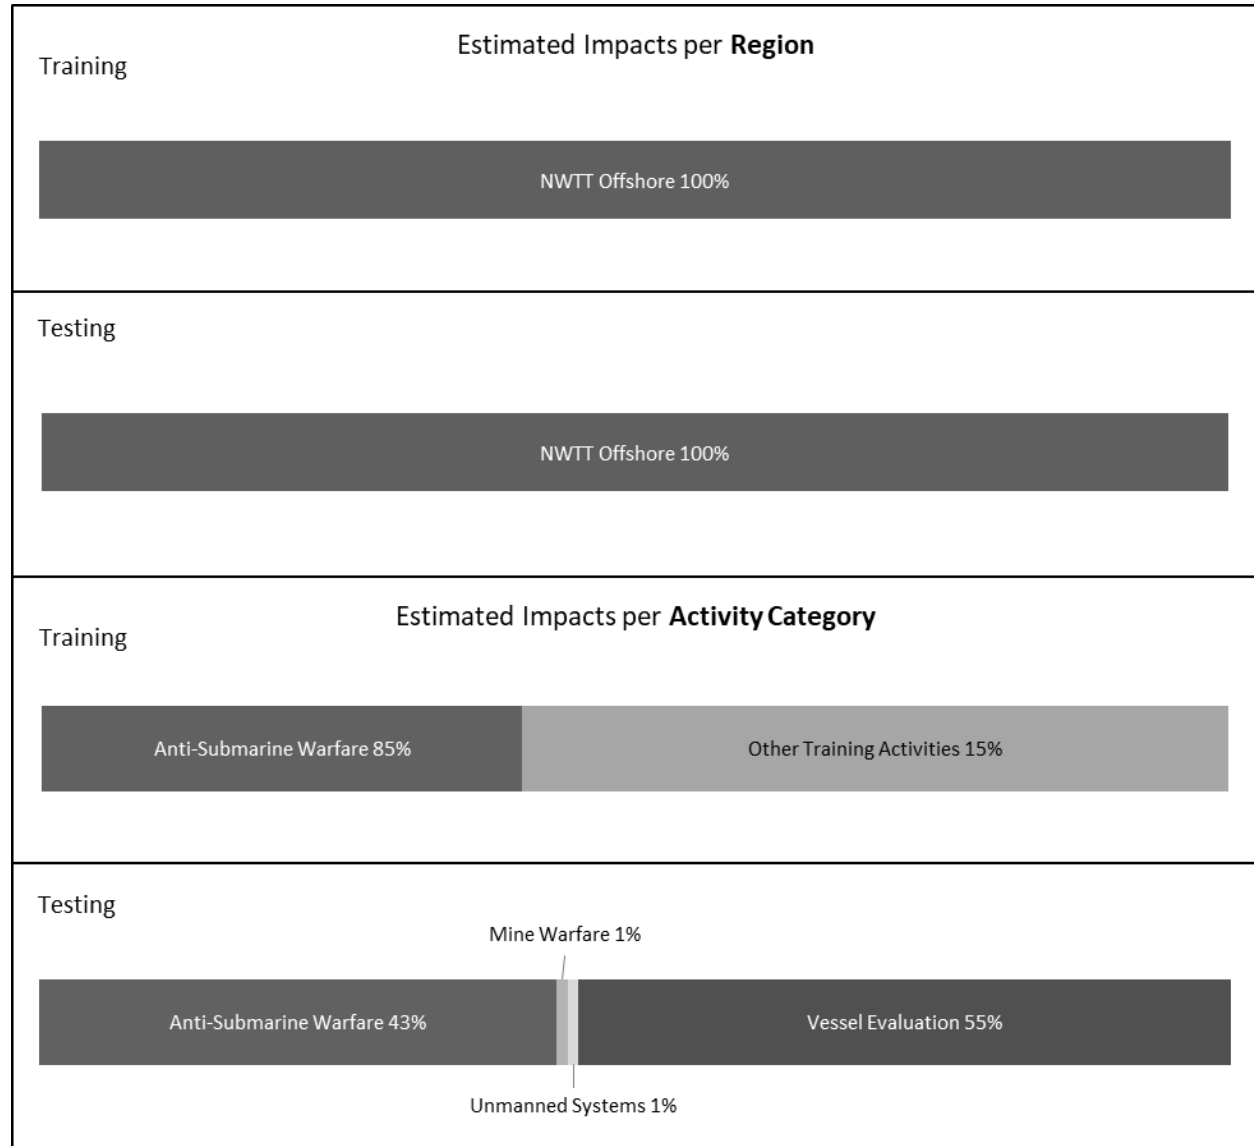 Estimated Impacts per Region
Training
NWTT Offshore 100%
Testing
NWTT Offshore 100%
Estimated Impacts per Activity Category
Training
Anti-Submarine Warfare 85%
Other Training Activities 15%
Testing
Mine Warfare 1%
Anti-Submarine Warfare 43%
Vessel Evaluation 55%
Unmanned Systems 1%